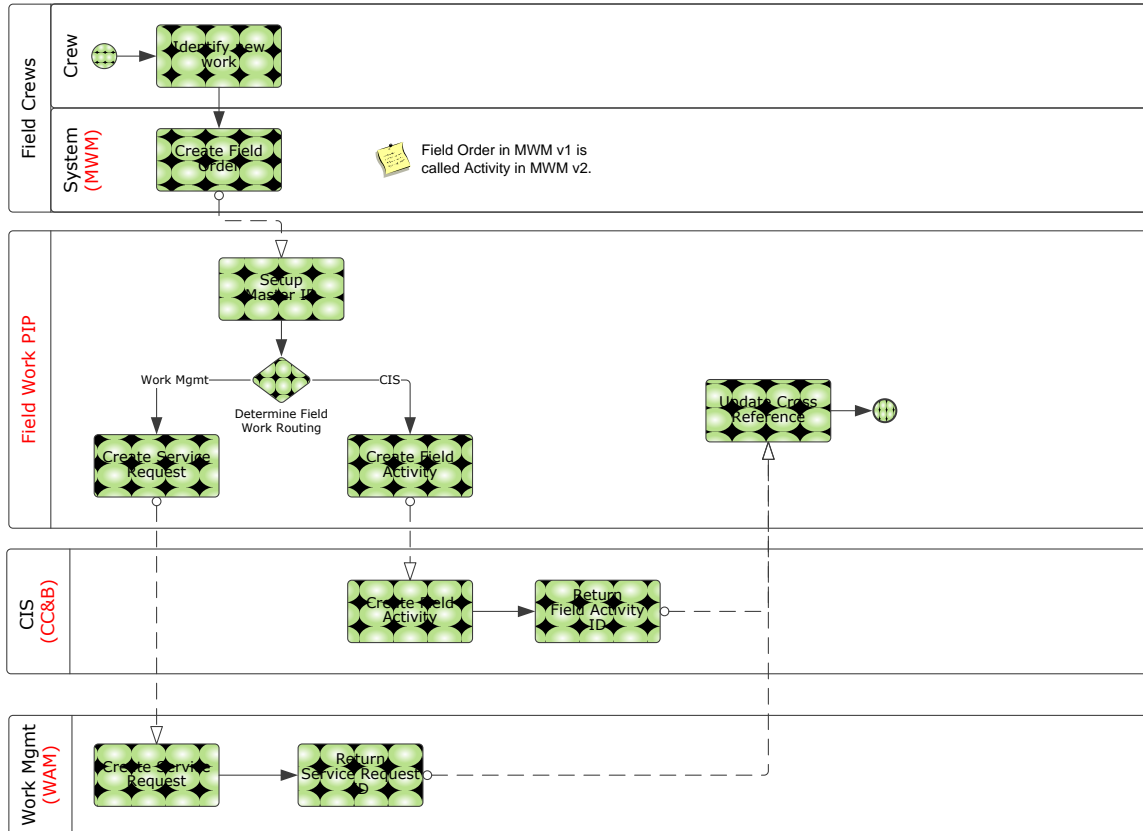 Field Crews
Crew
Identify new
work
System
(MWM)
Create Field
Order
Field Order in MWM v1 is
called Activity in MWM v2.
Field Work PIP
Setup
Master ID
Work Mgmt
CIS
Determine Field
Work Routing
Update Cross
Reference
Create Service
Request
Create Field
Activity
CIS
(CC&B)
Create Field
Activity
Return
Field Activity
ID
Work Mgmt
(WAM)
Create Service
Request
Return
Service Request
ID